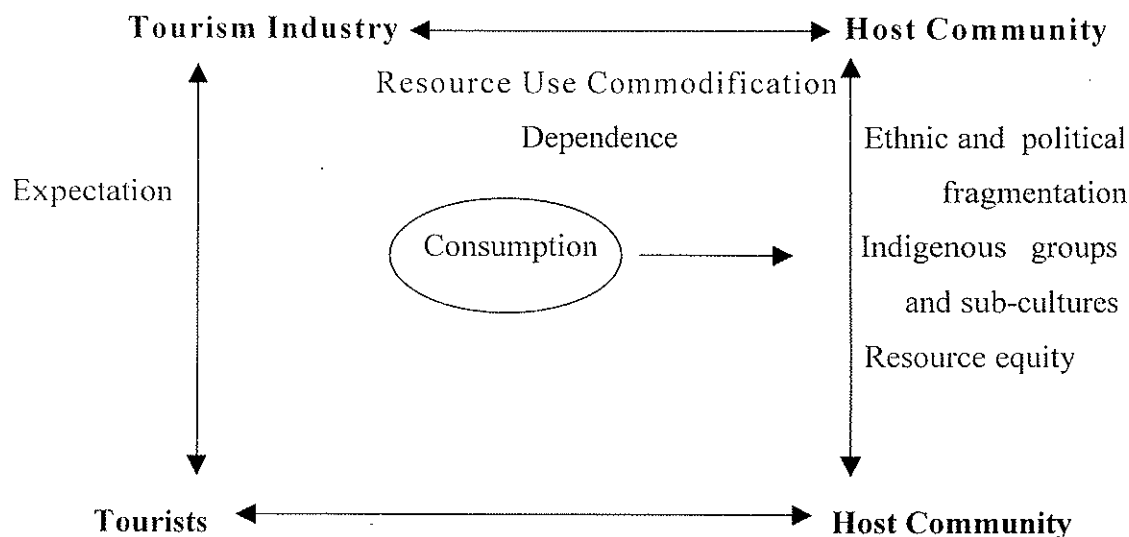 Tourism Industry Host Community
Resource Use Commodification
Dependence
Ethnic and political
fragmentation
Expectation
Consumption
Indigenous groups
and sub-cultures
Resource equity
Tourists Host Community